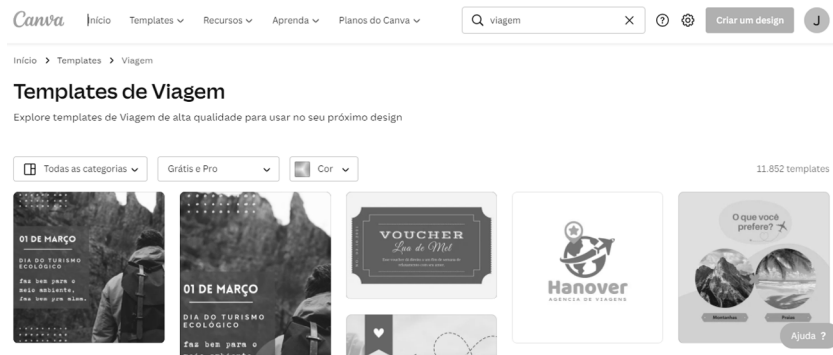 Canva Início Templates Recursos Aprenda Planos do Canva viagem Criar um design J
Início > Templates > Viagem
Templates de Viagem
Explore templates de Viagem de alta qualidade para usar no seu próximo design
Todas as categorias Grátis e Pro Cor 11.852 templates
01 DE MARÇO
DIA DO TURISMO
ECOLÓGICO
faz bem para o
meio ambiente,
faz bem pra alma.
01 DE MARÇO
DIA DO TURISMO
ECOLÓGICO
faz bem para o
VOUCHER
Lua de Mel
Hanover
AGÊNCIA DE VIAGENS
O que você
prefere?
Montanhas Praias
Ajuda ?